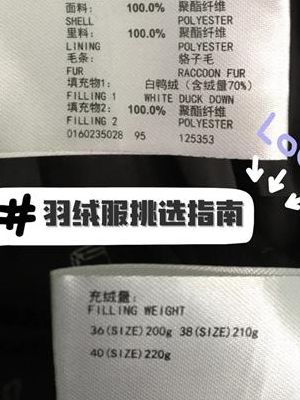 面料： 100.0% 聚酯纤维
SHELL POLYESTER
里料： 100.0% 聚酯纤维
LINING POLYESTER
毛条： 貉子毛
FUR RACCOON FUR
填充物1： 白鸭绒（含绒量70%）
FILLING 1 WHITE DUCK DOWN
填充物2： 100.0% 聚酯纤维
FILLING 2 POLYESTER
0160235028 95 125353
#羽绒服挑选指南
充绒量：
FILLING WEIGHT
36(SIZE)200g 38(SIZE)210g
40(SIZE)220g